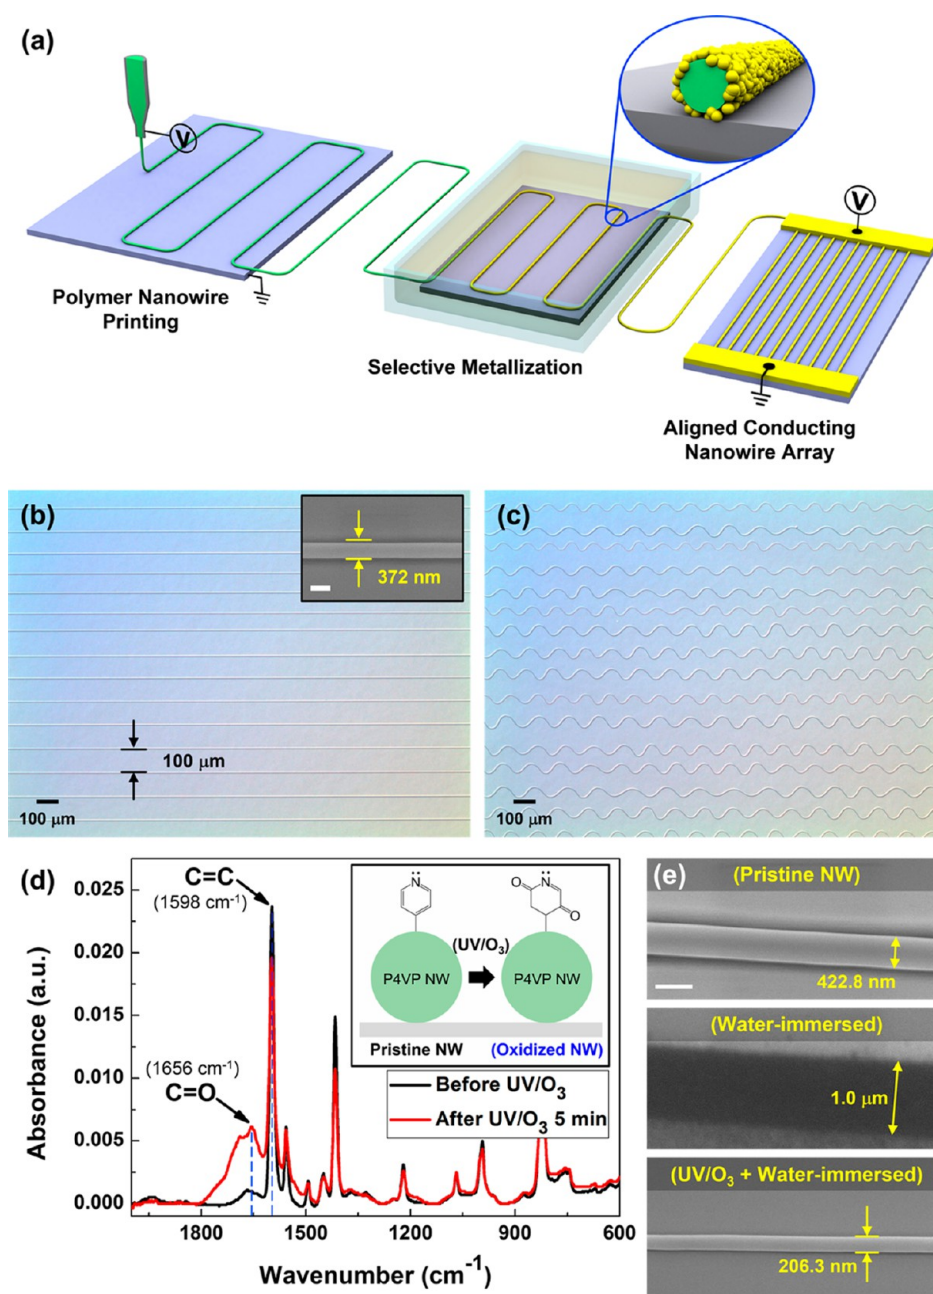 (a)
V
V
Polymer Nanowire
Printing
Selective Metallization
Aligned Conducting
Nanowire Array
(b)
372 nm
100 μm
100 μm
(c)
100 μm
(d)
C=C
(1598 cm⁻¹)
(1656 cm⁻¹)
C=O
Absorbance (a.u.)
0.025
0.020
0.015
0.010
0.005
0.000
1800
1500
1200
900
600
Wavenumber (cm⁻¹)
N
O
N
O
(UV/O₃)
P4VP NW
P4VP NW
Pristine NW
(Oxidized NW)
Before UV/O₃
After UV/O₃ 5 min
(e)
(Pristine NW)
422.8 nm
(Water-immersed)
1.0 μm
(UV/O₃ + Water-immersed)
206.3 nm